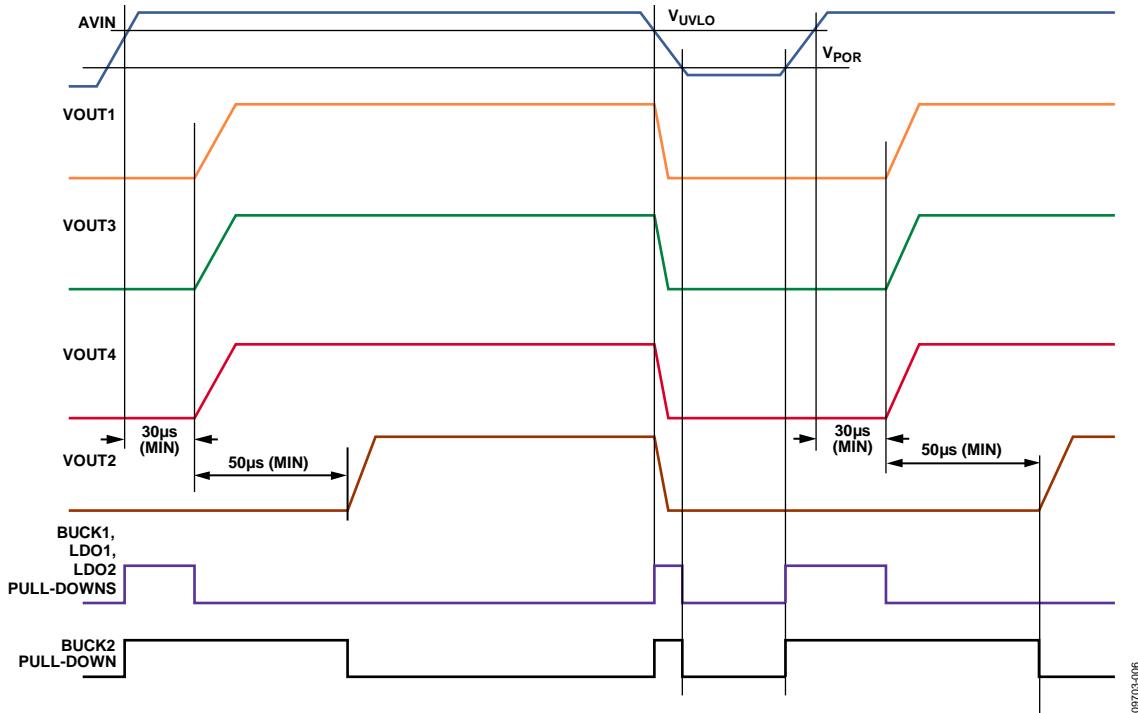 AVIN
VUVLO
VPOR
VOUT1
VOUT3
VOUT4
30µs
(MIN)
30µs
(MIN)
VOUT2
50µs (MIN)
50µs (MIN)
BUCK1,
LDO1,
LDO2
PULL-DOWNS
BUCK2
PULL-DOWN
09703-006